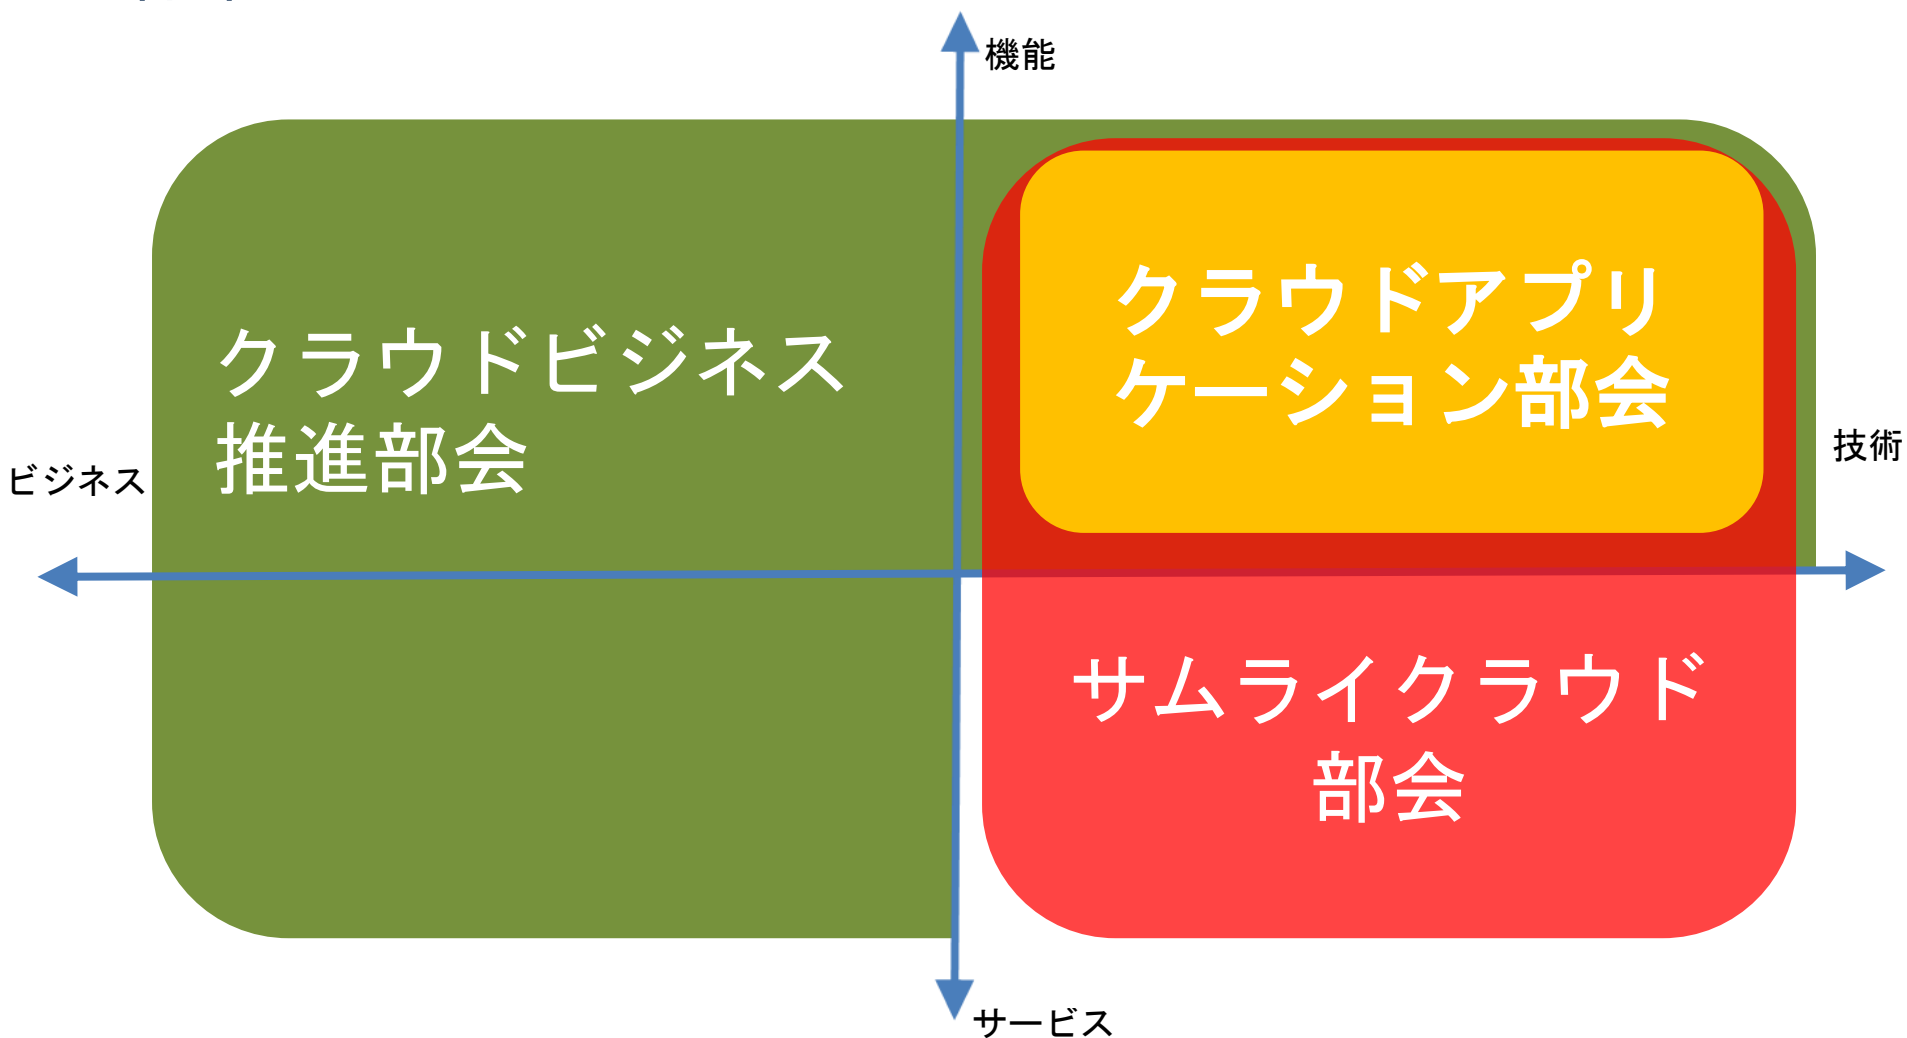 機能
クラウドアプリ
ケーション部会
クラウドビジネス
推進部会
ビジネス
技術
サムライクラウド
部会
サービス